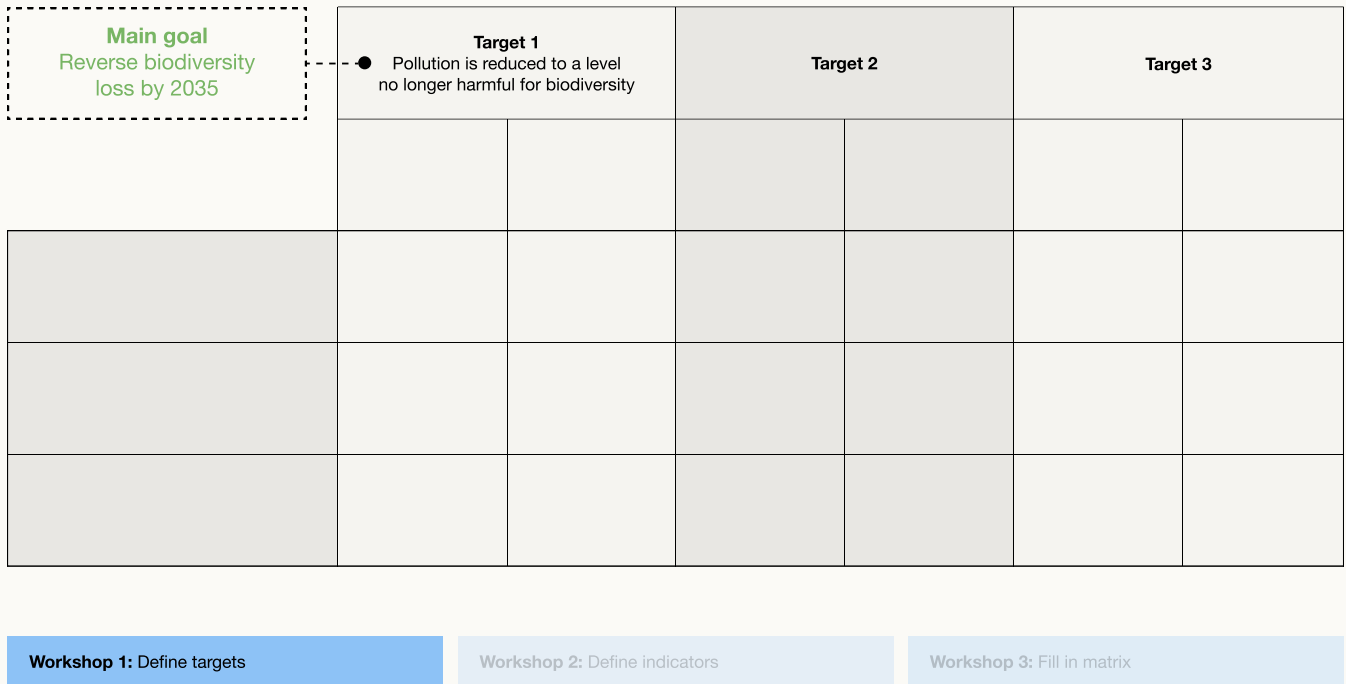 Main goal
Reverse biodiversity
loss by 2035
Target 1
Pollution is reduced to a level
no longer harmful for biodiversity
Target 2
Target 3
Workshop 1: Define targets
Workshop 2: Define indicators
Workshop 3: Fill in matrix